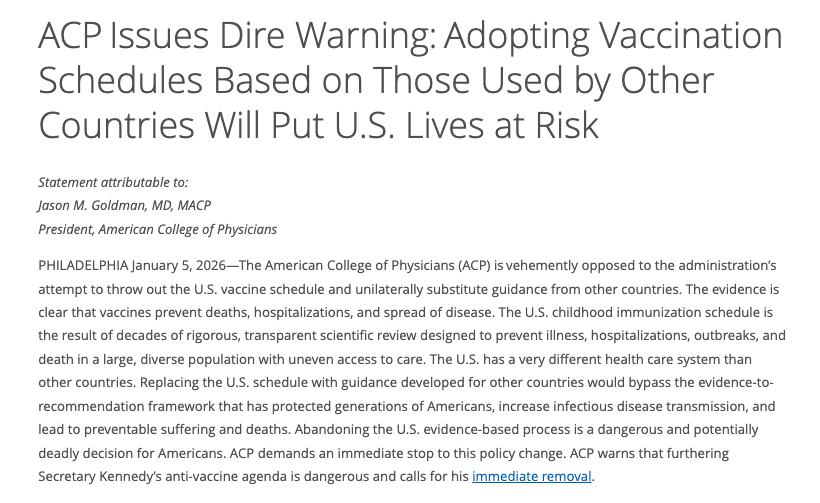 ACP Issues Dire Warning: Adopting Vaccination
Schedules Based on Those Used by Other
Countries Will Put U.S. Lives at Risk
Statement attributable to:
Jason M. Goldman, MD, MACP
President, American College of Physicians
PHILADELPHIA January 5, 2026—The American College of Physicians (ACP) is vehemently opposed to the administration's
attempt to throw out the U.S. vaccine schedule and unilaterally substitute guidance from other countries. The evidence is
clear that vaccines prevent deaths, hospitalizations, and spread of disease. The U.S. childhood immunization schedule is
the result of decades of rigorous, transparent scientific review designed to prevent illness, hospitalizations, outbreaks, and
death in a large, diverse population with uneven access to care. The U.S. has a very different health care system than
other countries. Replacing the U.S. schedule with guidance developed for other countries would bypass the evidence-to-
recommendation framework that has protected generations of Americans, increase infectious disease transmission, and
lead to preventable suffering and deaths. Abandoning the U.S. evidence-based process is a dangerous and potentially
deadly decision for Americans. ACP demands an immediate stop to this policy change. ACP warns that furthering
Secretary Kennedy's anti-vaccine agenda is dangerous and calls for his immediate removal.